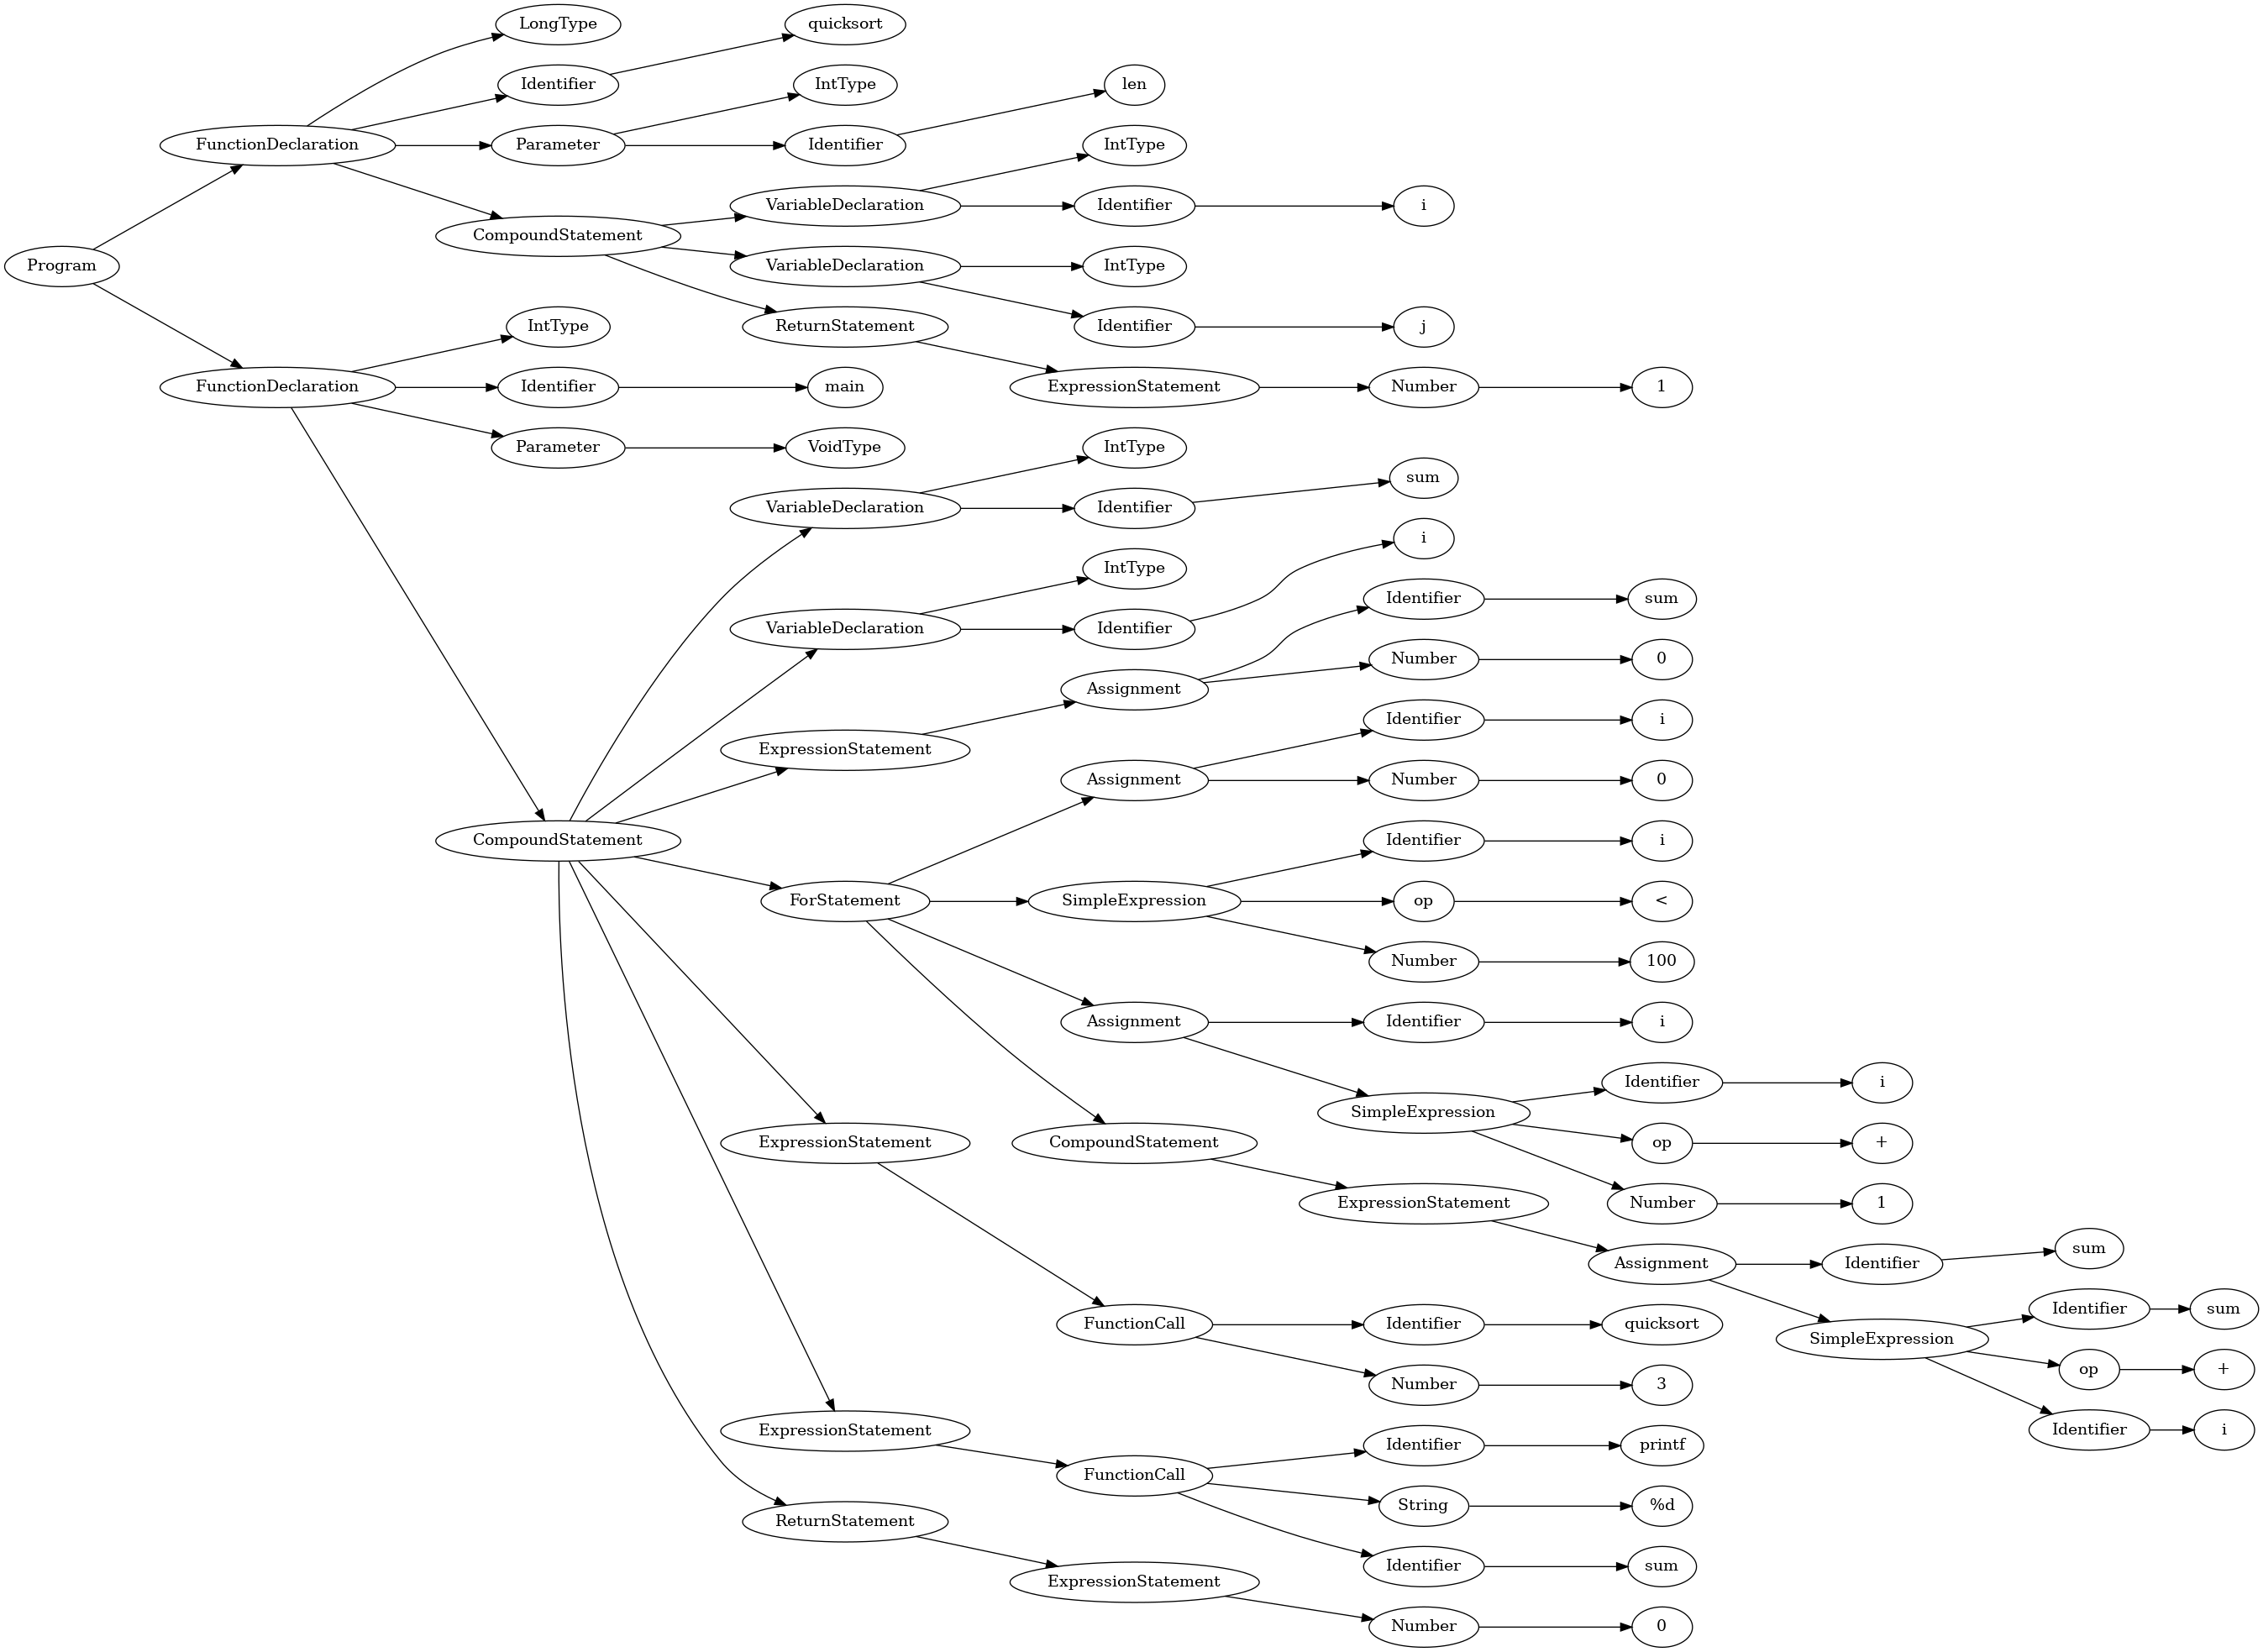 LongType
quicksort
Identifier
IntType
len
FunctionDeclaration
Parameter
Identifier
IntType
VariableDeclaration
Identifier
i
CompoundStatement
Program
VariableDeclaration
IntType
IntType
ReturnStatement
Identifier
j
FunctionDeclaration
Identifier
main
ExpressionStatement
Number
1
Parameter
VoidType
IntType
sum
VariableDeclaration
Identifier
i
IntType
Identifier
sum
VariableDeclaration
Identifier
Number
0
Assignment
Identifier
i
ExpressionStatement
Assignment
Number
0
CompoundStatement
Identifier
i
ForStatement
SimpleExpression
op
<
Number
100
Assignment
Identifier
i
Identifier
i
SimpleExpression
ExpressionStatement
CompoundStatement
op
+
ExpressionStatement
Number
1
sum
Assignment
Identifier
Identifier
sum
FunctionCall
Identifier
quicksort
SimpleExpression
op
+
Number
3
ExpressionStatement
Identifier
i
Identifier
printf
FunctionCall
String
%d
ReturnStatement
Identifier
sum
ExpressionStatement
Number
0